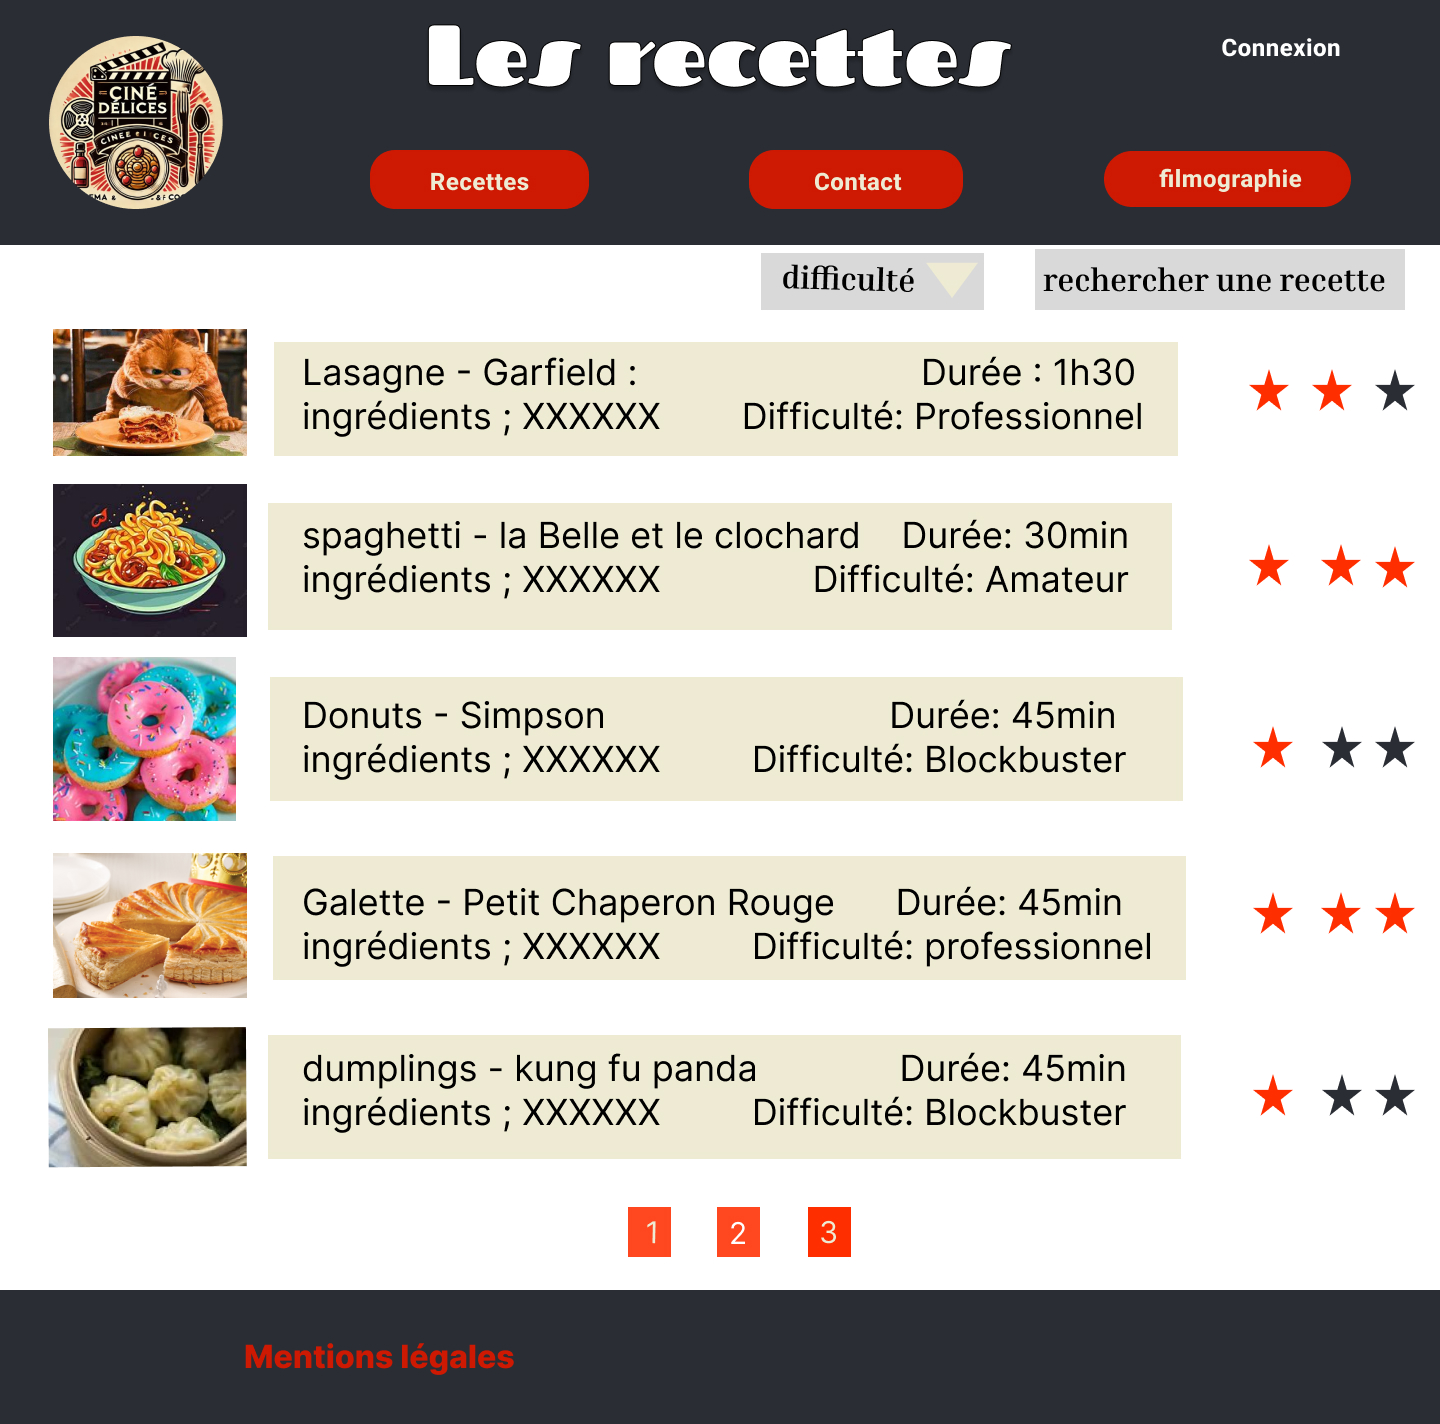 Les recettes
Connexion
CINÉ
DÉLICES
Recettes
Contact
filmographie
difficulté
rechercher une recette
Lasagne - Garfield : Durée : 1h30
ingrédients ; XXXXXX Difficulté: Professionnel
spaghetti - la Belle et le clochard Durée: 30min
ingrédients ; XXXXXX Difficulté: Amateur
Donuts - Simpson Durée: 45min
ingrédients ; XXXXXX Difficulté: Blockbuster
Galette - Petit Chaperon Rouge Durée: 45min
ingrédients ; XXXXXX Difficulté: professionnel
dumplings - kung fu panda Durée: 45min
ingrédients ; XXXXXX Difficulté: Blockbuster
1 2 3
Mentions légales